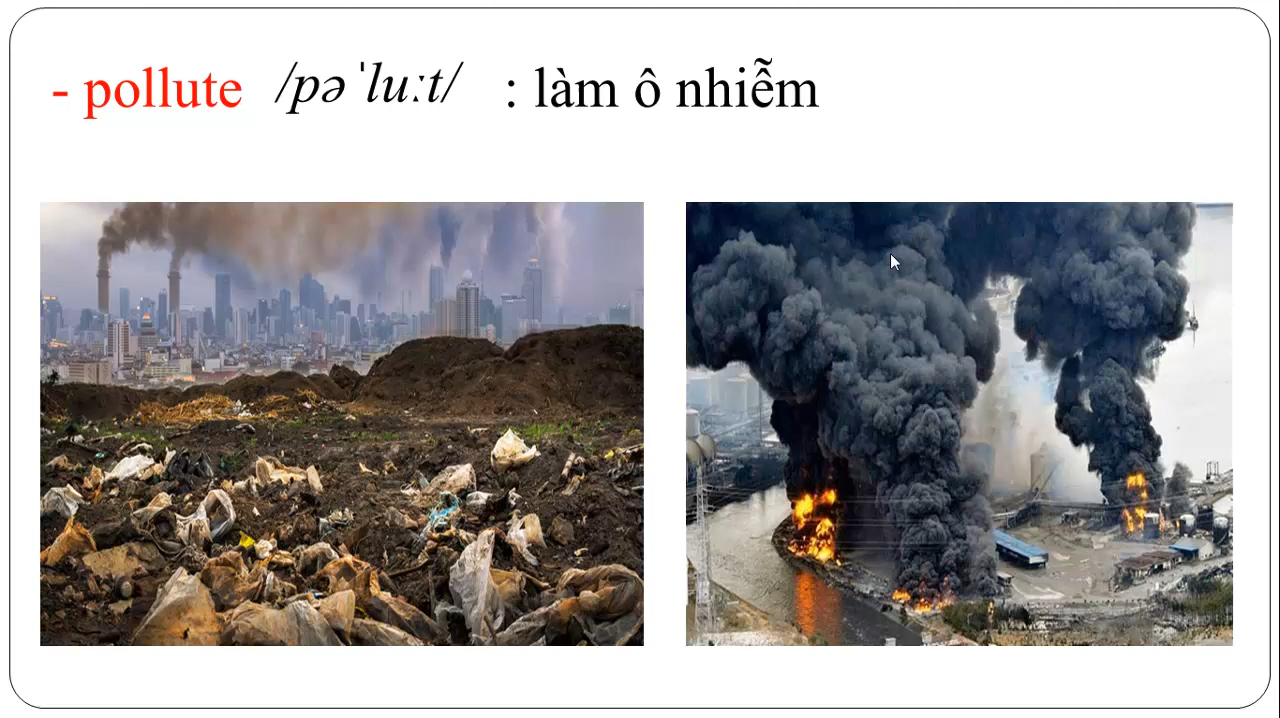 - pollute /pəˈluːt/ : làm ô nhiễm